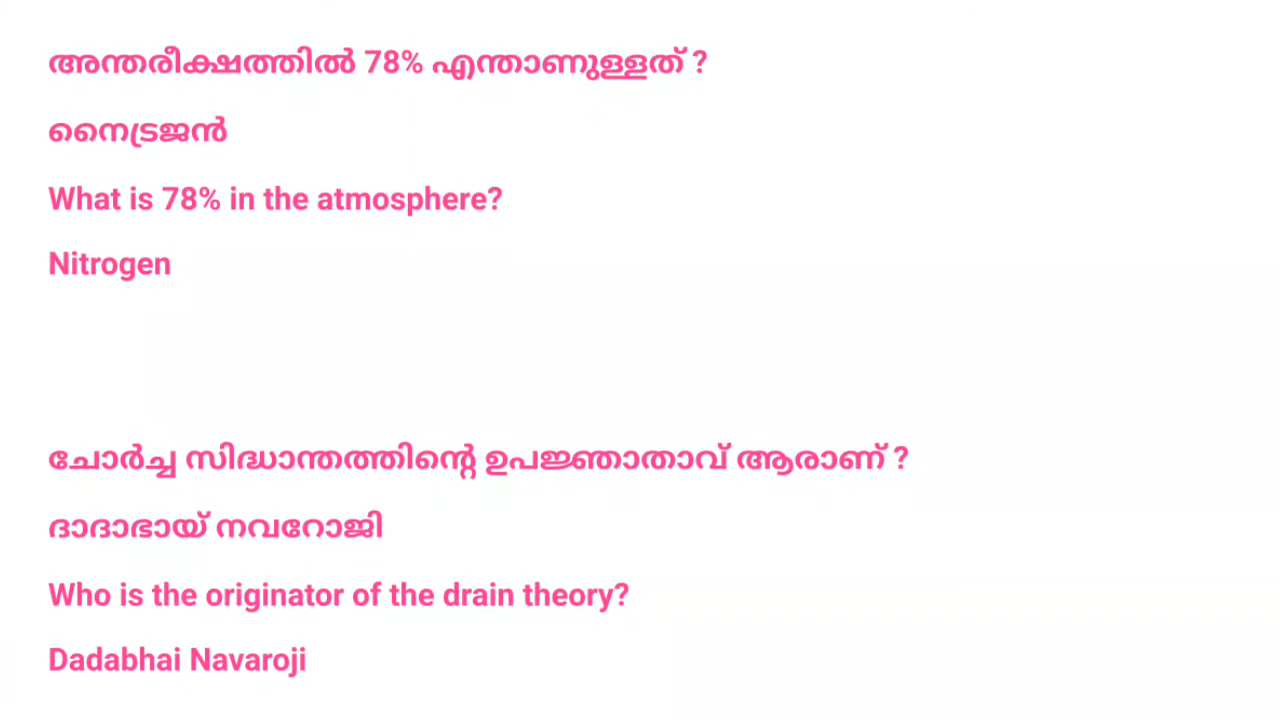 അന്തരീക്ഷത്തിൽ 78% എന്താണുള്ളത് ?
നൈട്രജൻ
What is 78% in the atmosphere?
Nitrogen
ചോർച്ച സിദ്ധാന്തത്തിന്റെ ഉപജ്ഞാതാവ് ആരാണ് ?
ദാദാഭായ് നവറോജി
Who is the originator of the drain theory?
Dadabhai Navaroji